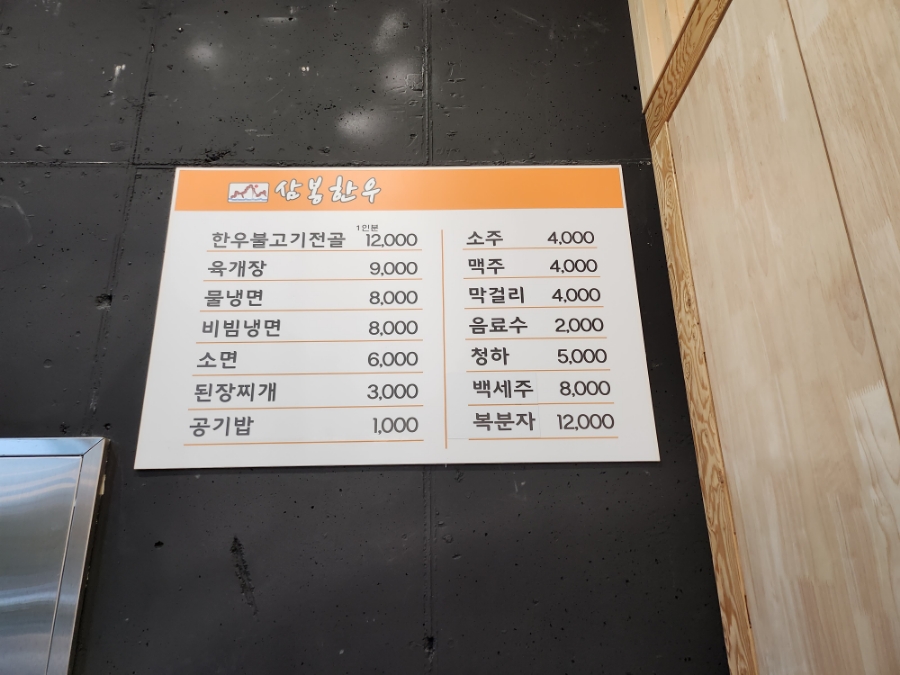 삼봉한우
한우불고기전골 1인분 12,000
육개장 9,000
물냉면 8,000
비빔냉면 8,000
소면 6,000
된장찌개 3,000
공기밥 1,000
소주 4,000
맥주 4,000
막걸리 4,000
음료수 2,000
청하 5,000
백세주 8,000
복분자 12,000